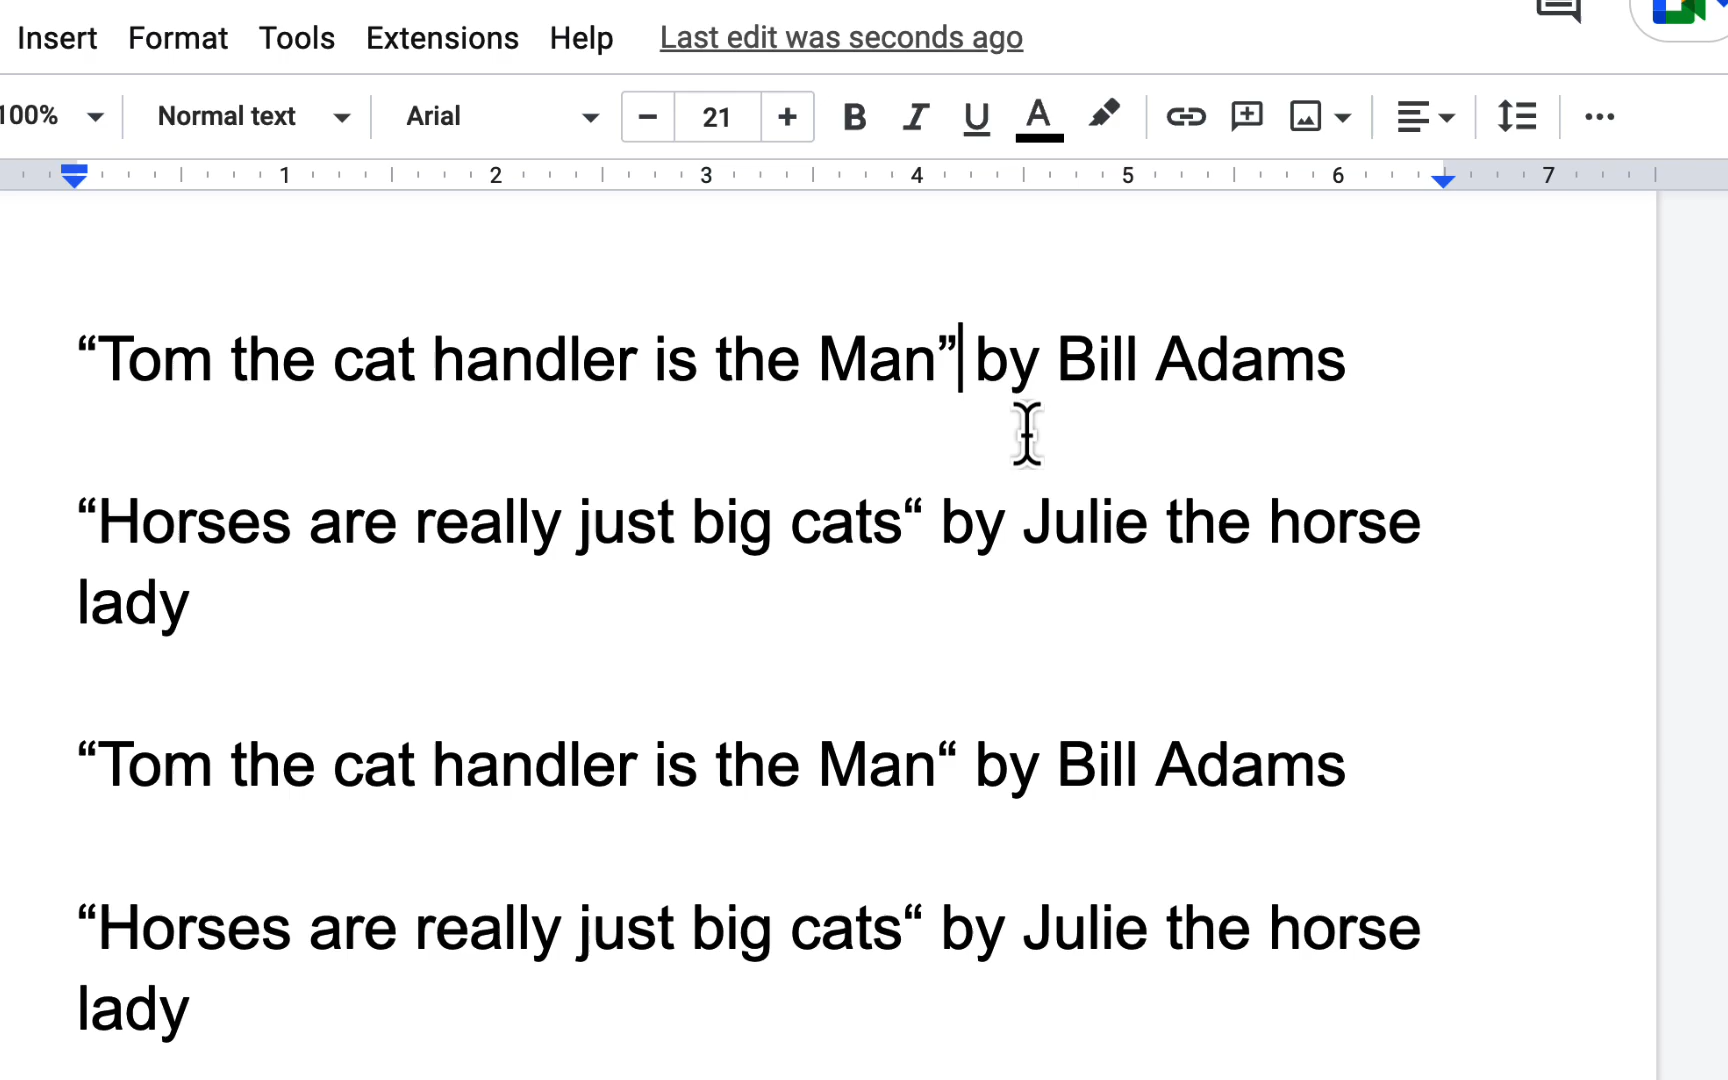 Insert Format Tools Extensions Help Last edit was seconds ago
100% Normal text Arial − 21 + B I U A
1 2 3 4 5 6 7
“Tom the cat handler is the Man” by Bill Adams
“Horses are really just big cats“ by Julie the horse
lady
“Tom the cat handler is the Man“ by Bill Adams
“Horses are really just big cats“ by Julie the horse
lady